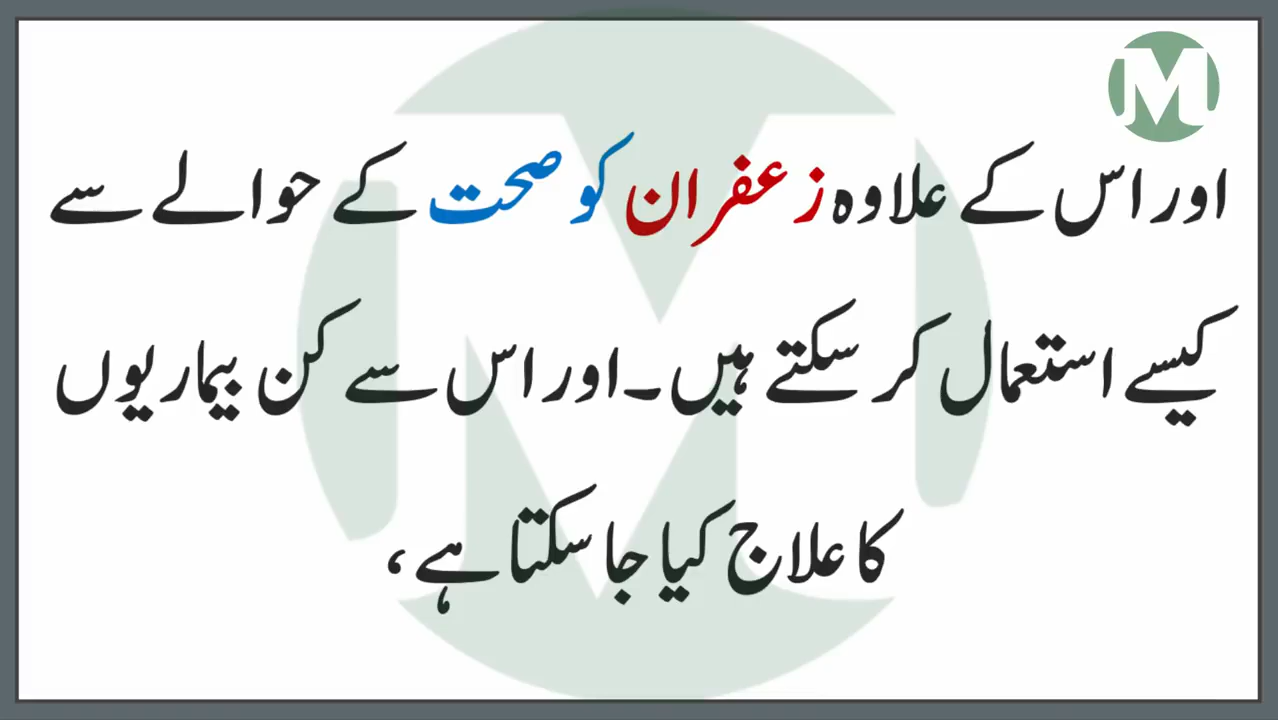 M
اور اس کے علاوہ زعفران کو صحت کے حوالے سے
کیسے استعمال کر سکتے ہیں۔ اور اس سے کن بیماریوں
کا علاج کیا جا سکتا ہے،